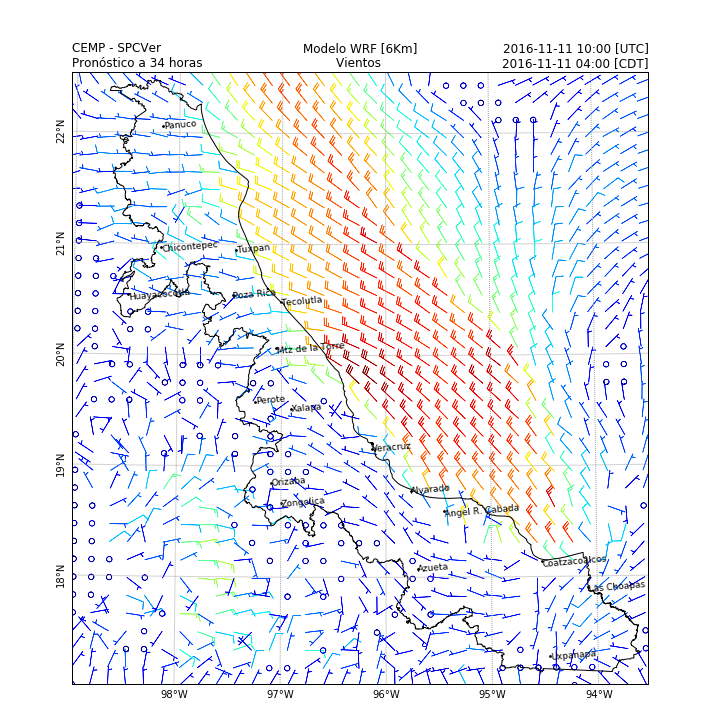 CEMP - SPCVer
Modelo WRF [6Km]
2016-11-11 10:00 [UTC]
Pronóstico a 34 horas
Vientos
2016-11-11 04:00 [CDT]
22°N
Panuco
21°N
Chicontepec
Tuxpan
Huayacocotla
Poza Rica
Tecolutla
20°N
Mtz de la Torre
Perote
Xalapa
19°N
Veracruz
Orizaba
Alvarado
Zongolica
Angel R. Cabada
18°N
Azueta
Coatzacoalcos
Las Choapas
Uxpanapa
98°W
97°W
96°W
95°W
94°W